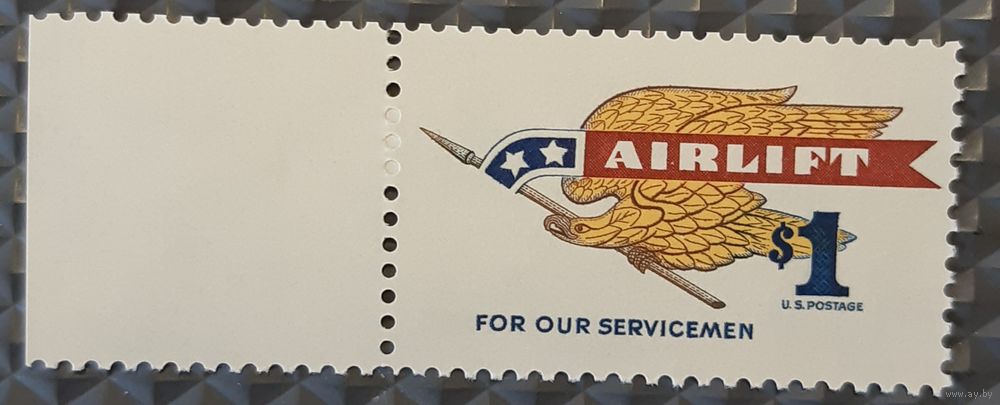 AIRLIFT
$1
U.S. POSTAGE
FOR OUR SERVICEMEN
www.ay.by